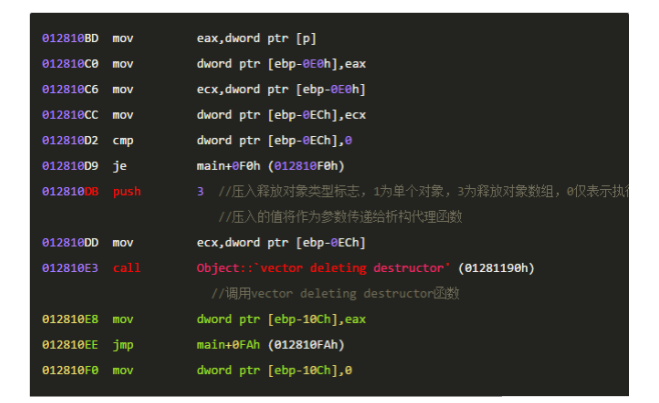 012810BD mov eax,dword ptr [p]
012810C0 mov dword ptr [ebp-0E0h],eax
012810C6 mov ecx,dword ptr [ebp-0E0h]
012810CC mov dword ptr [ebp-0ECh],ecx
012810D2 cmp dword ptr [ebp-0ECh],0
012810D9 je main+0F0h (012810F0h)
012810DB push 3 //压入释放对象类型标志，1为单个对象，3为释放对象数组，0仅表示执行
//压入的值将作为参数传递给析构代理函数
012810DD mov ecx,dword ptr [ebp-0ECh]
012810E3 call Object::`vector deleting destructor' (01281190h)
//调用vector deleting destructor函数
012810E8 mov dword ptr [ebp-10Ch],eax
012810EE jmp main+0FAh (012810FAh)
012810F0 mov dword ptr [ebp-10Ch],0